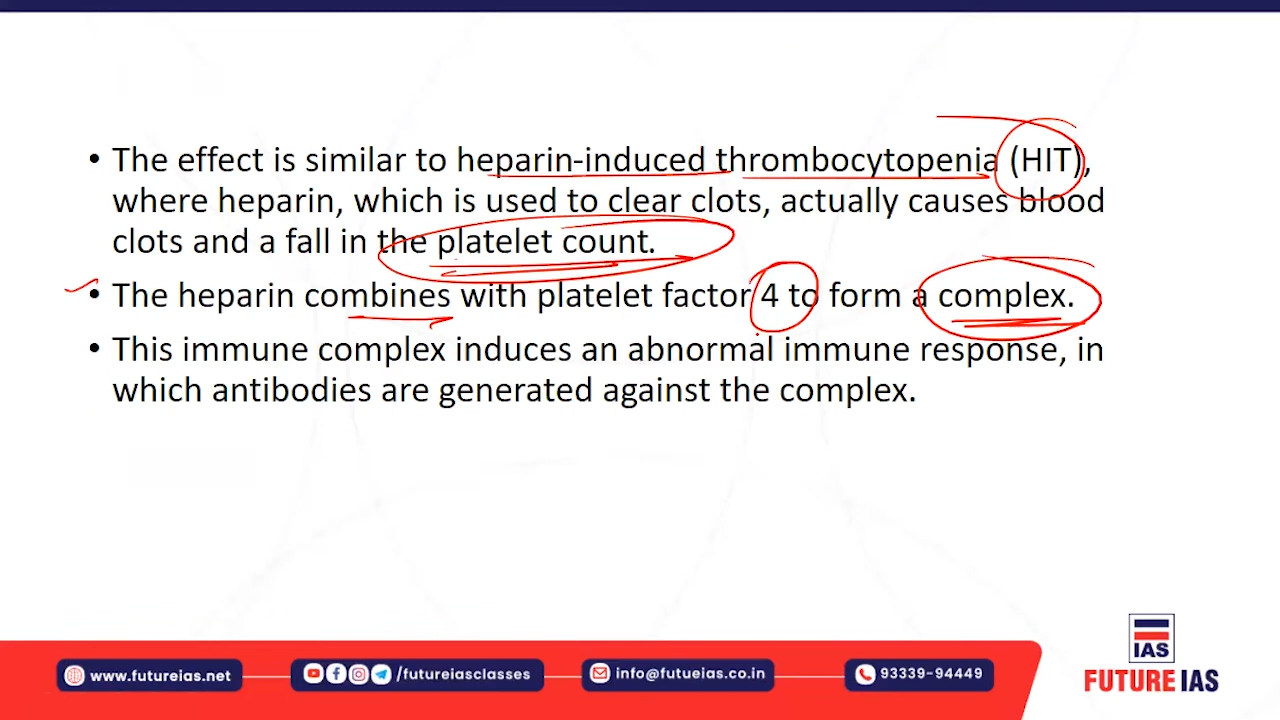 • The effect is similar to heparin-induced thrombocytopenia (HIT),
where heparin, which is used to clear clots, actually causes blood
clots and a fall in the platelet count.
• The heparin combines with platelet factor 4 to form a complex.
• This immune complex induces an abnormal immune response, in
which antibodies are generated against the complex.
IAS
FUTURE IAS
www.futureias.net
/futureiasclasses
info@futueias.co.in
93339-94449